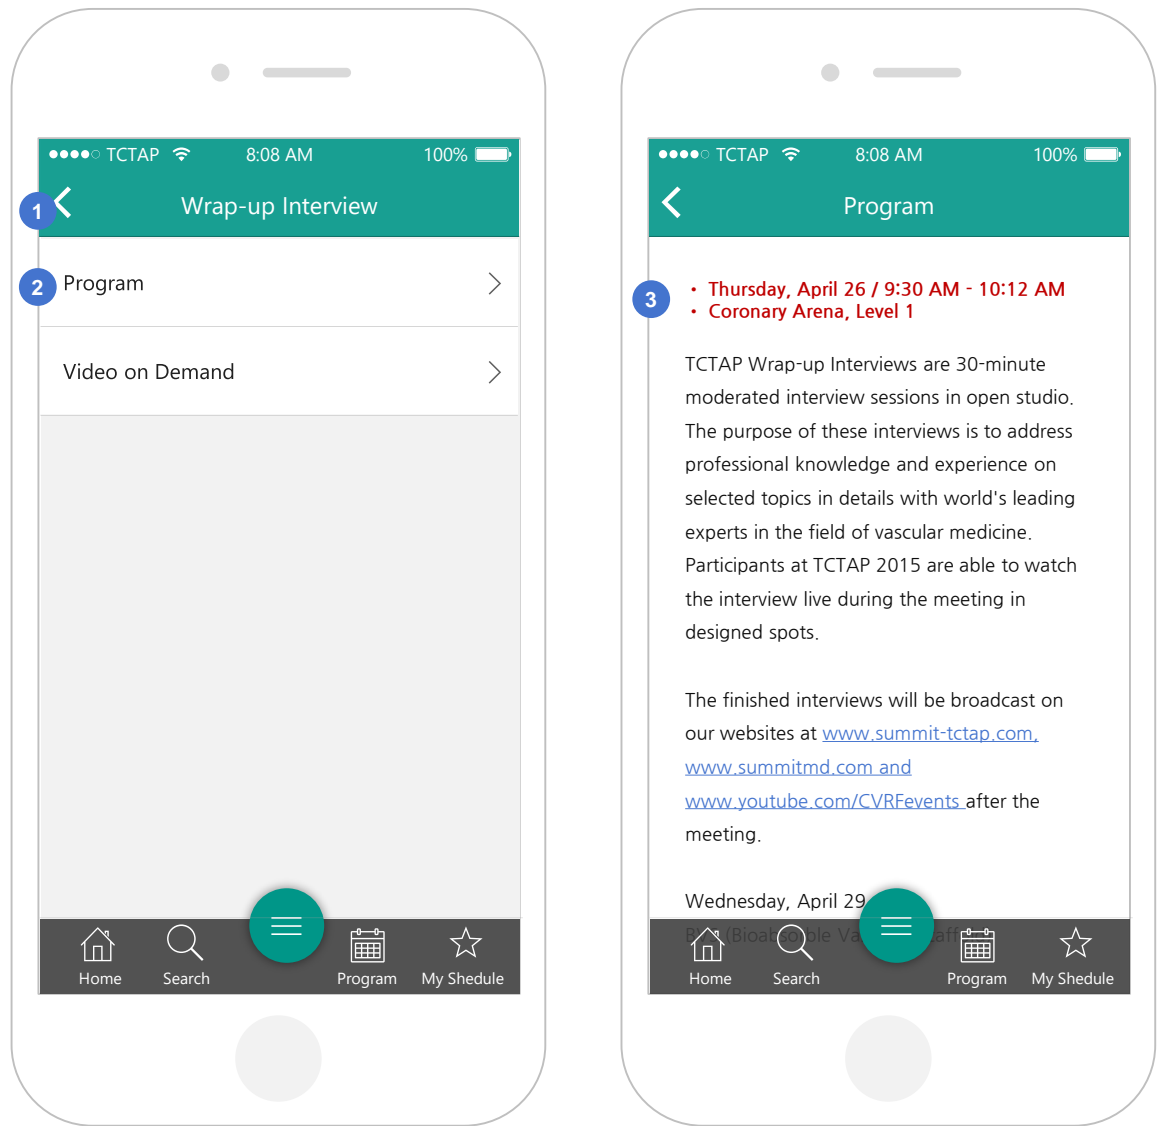 TCTAP 8:08 AM 100%
1 Wrap-up Interview
2 Program
Video on Demand
Home Search Program My Shedule
TCTAP 8:08 AM 100%
Program
3 • Thursday, April 26 / 9:30 AM - 10:12 AM
• Coronary Arena, Level 1
TCTAP Wrap-up Interviews are 30-minute
moderated interview sessions in open studio.
The purpose of these interviews is to address
professional knowledge and experience on
selected topics in details with world's leading
experts in the field of vascular medicine.
Participants at TCTAP 2015 are able to watch
the interview live during the meeting in
designed spots.
The finished interviews will be broadcast on
our websites at www.summit-tctap.com,
www.summitmd.com and
www.youtube.com/CVRFevents after the
meeting.
Wednesday, April 29
Home Search Program My Shedule